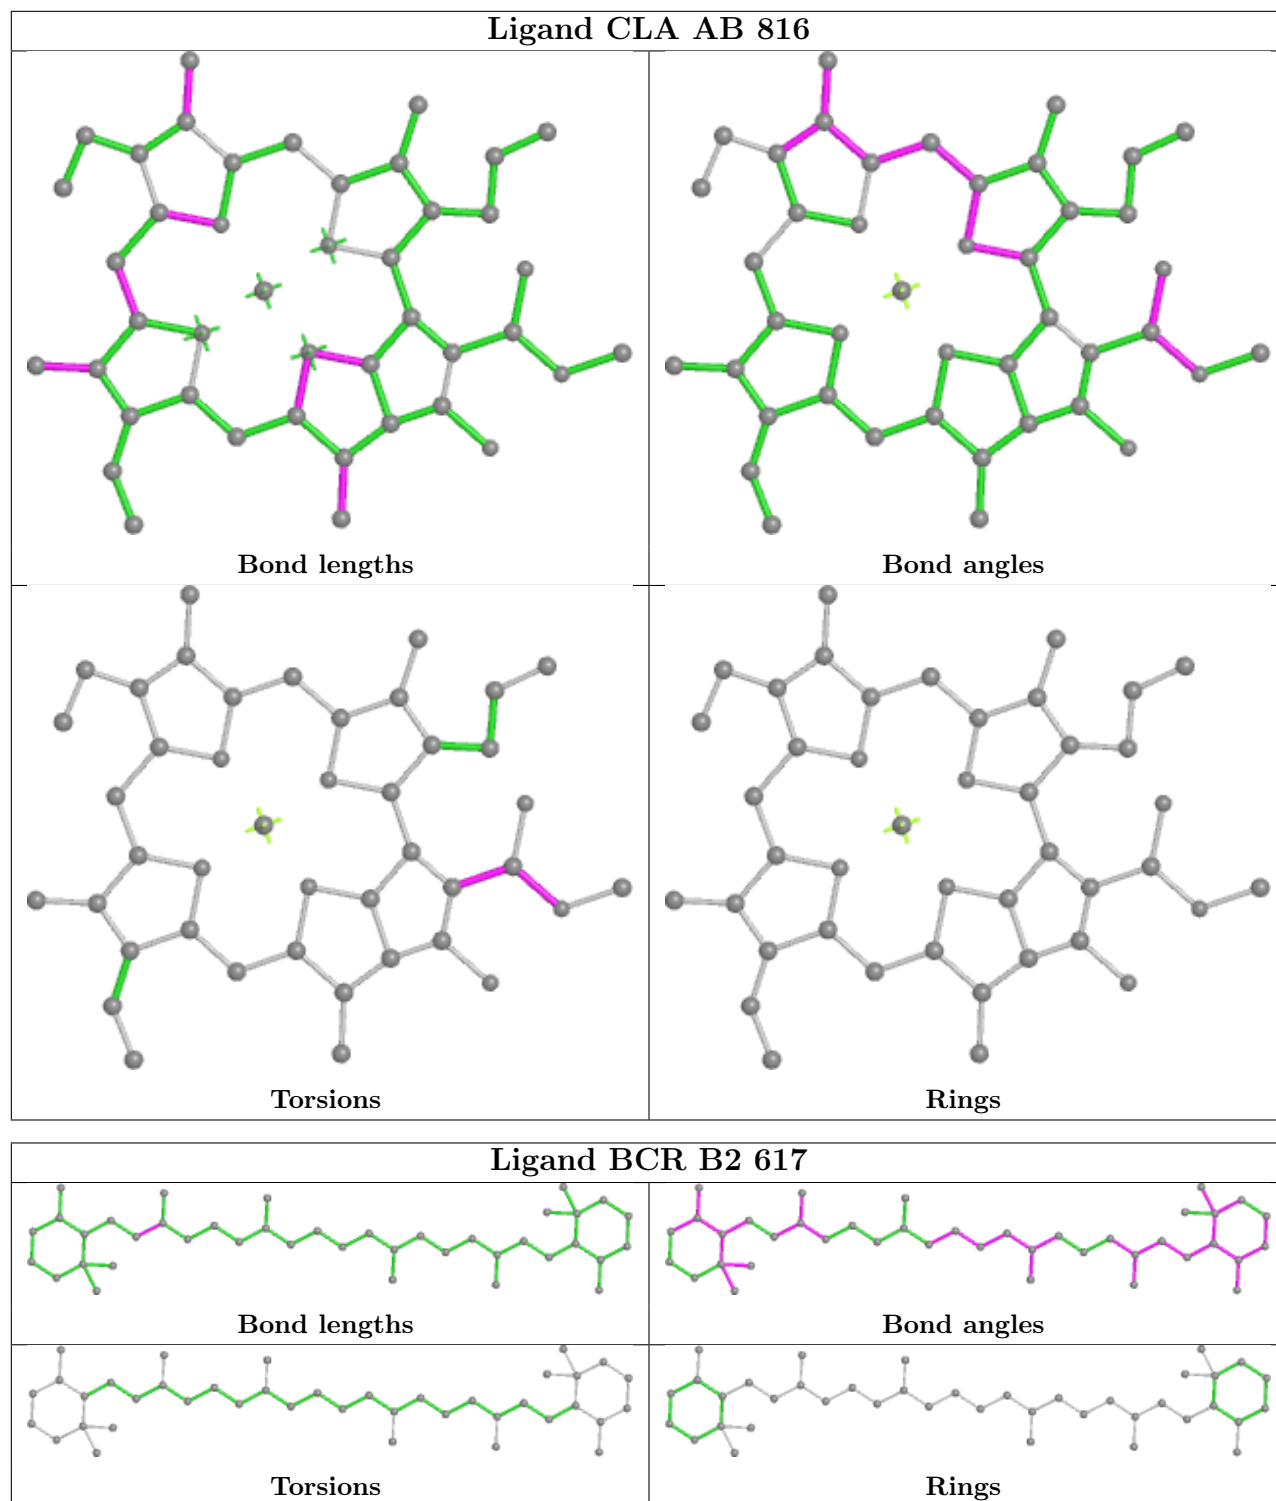 Ligand CLA AB 816
Bond lengths
Bond angles
Torsions
Rings
Ligand BCR B2 617
Bond lengths
Bond angles
Torsions
Rings